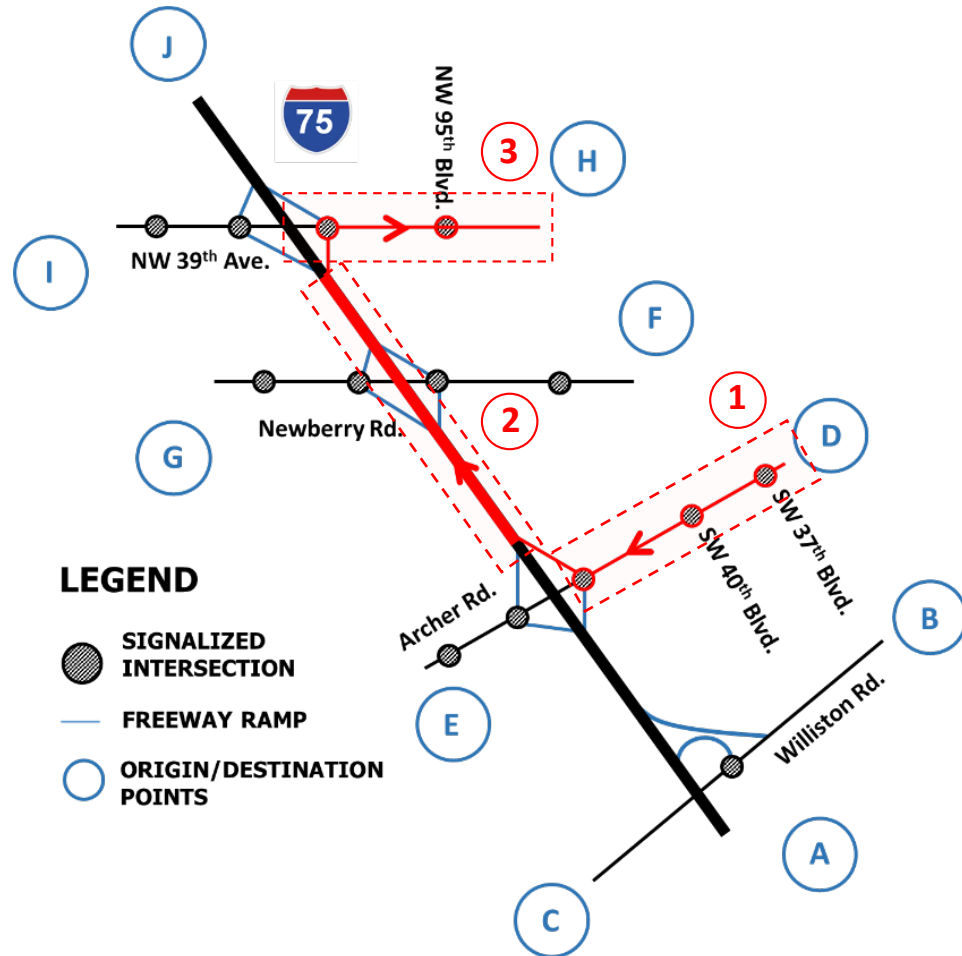 J
75
NW 95th Blvd.
3
H
NW 39th Ave.
I
F
Newberry Rd.
2
1
D
G
SW 37th Blvd.
SW 40th Blvd.
LEGEND
Archer Rd.
B
SIGNALIZED
INTERSECTION
Williston Rd.
E
FREEWAY RAMP
ORIGIN/DESTINATION
POINTS
A
C